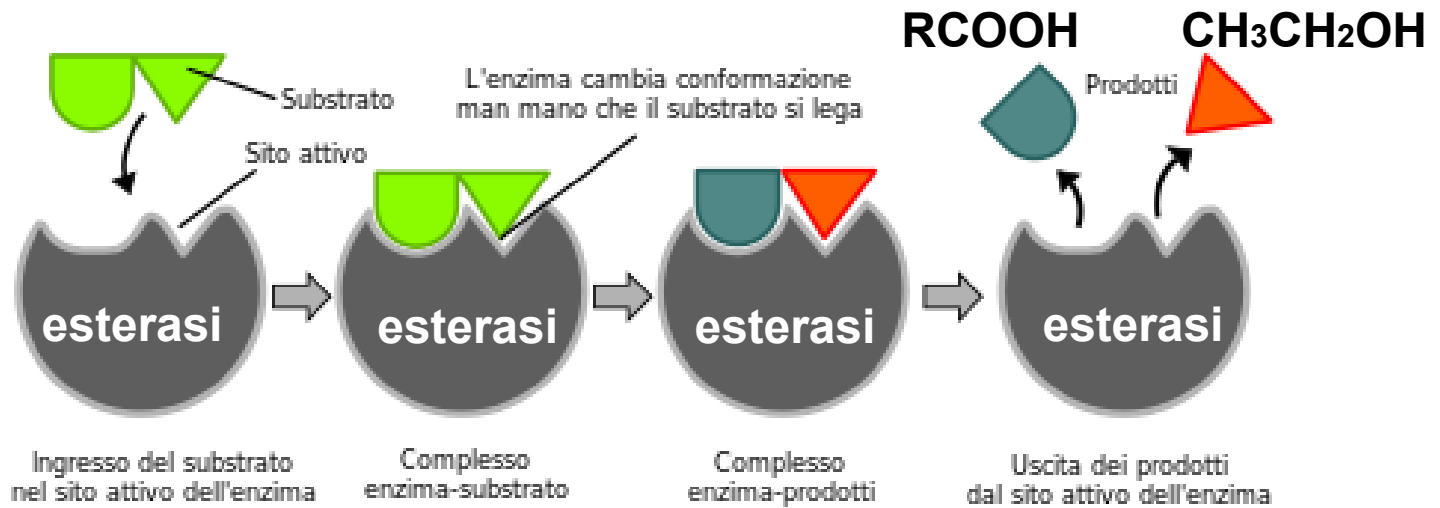 RCOOH
CH3CH2OH
Substrato
L'enzima cambia conformazione
man mano che il substrato si lega
Prodotti
Sito attivo
esterasi
esterasi
esterasi
esterasi
Ingresso del substrato
nel sito attivo dell'enzima
Complesso
enzima-substrato
Complesso
enzima-prodotti
Uscita dei prodotti
dal sito attivo dell'enzima